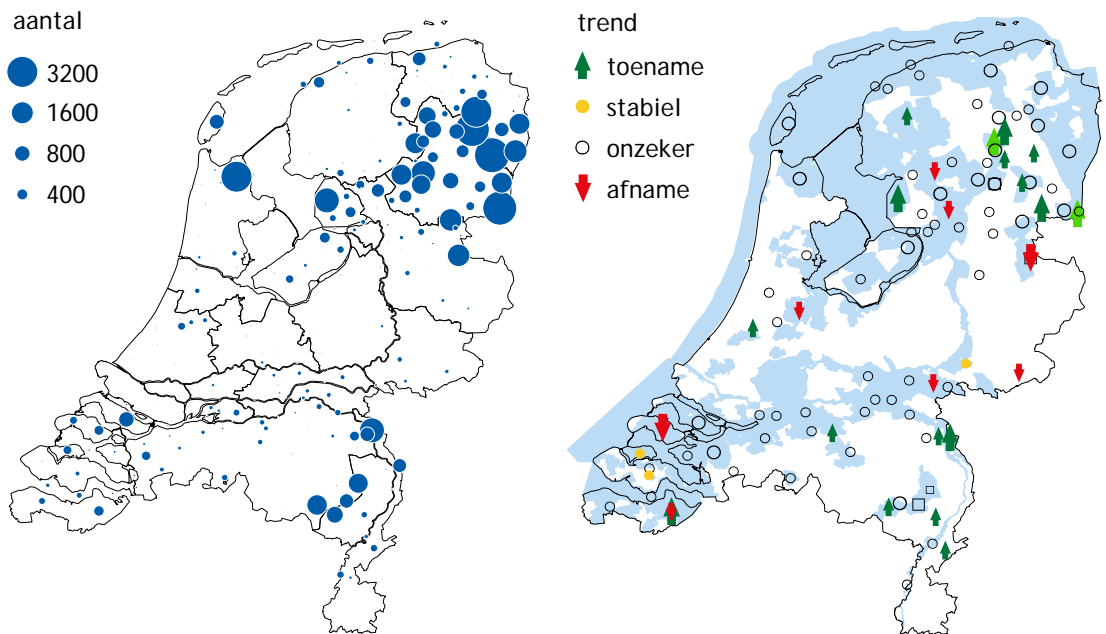 aantal
3200
1600
800
400
trend
toename
stabiel
onzeker
afname